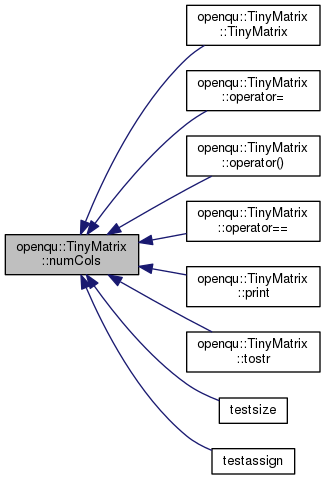 openqu::TinyMatrix
::TinyMatrix
openqu::TinyMatrix
::operator=
openqu::TinyMatrix
::operator()
openqu::TinyMatrix
::operator==
openqu::TinyMatrix
::numCols
openqu::TinyMatrix
::print
openqu::TinyMatrix
::tostr
testsize
testassign